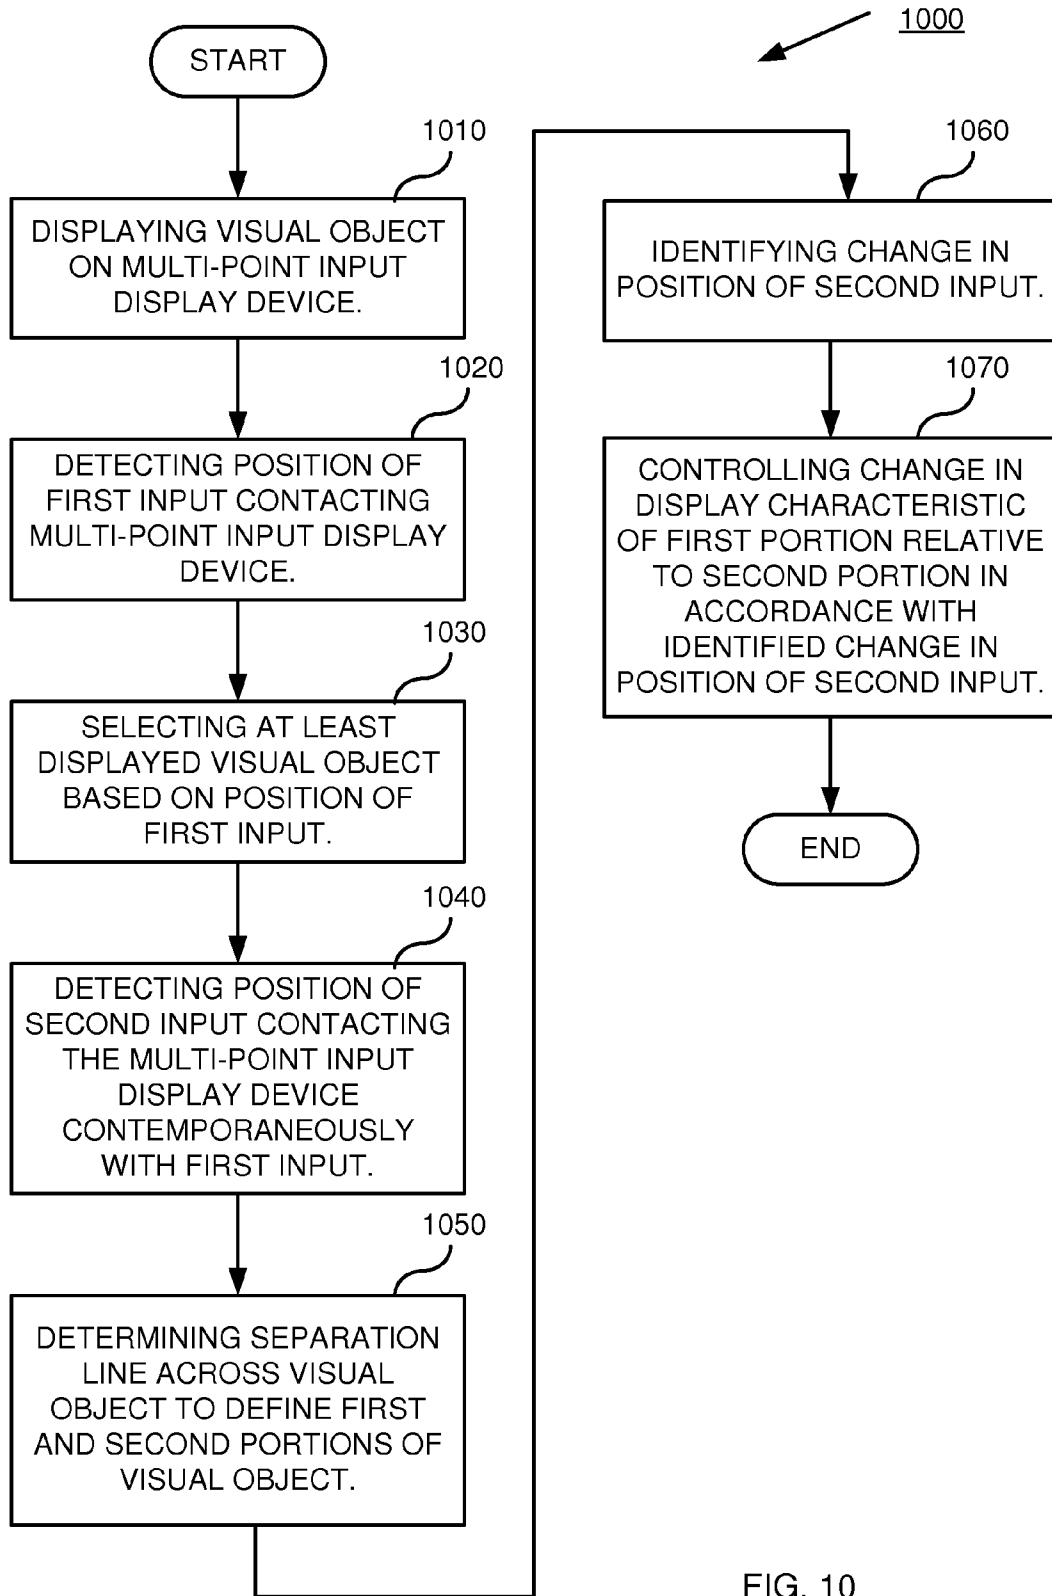 1000
START
1010
DISPLAYING VISUAL OBJECT
ON MULTI-POINT INPUT
DISPLAY DEVICE.
1020
DETECTING POSITION OF
FIRST INPUT CONTACTING
MULTI-POINT INPUT DISPLAY
DEVICE.
1030
SELECTING AT LEAST
DISPLAYED VISUAL OBJECT
BASED ON POSITION OF
FIRST INPUT.
1040
DETECTING POSITION OF
SECOND INPUT CONTACTING
THE MULTI-POINT INPUT
DISPLAY DEVICE
CONTEMPORANEOUSLY
WITH FIRST INPUT.
1050
DETERMINING SEPARATION
LINE ACROSS VISUAL
OBJECT TO DEFINE FIRST
AND SECOND PORTIONS OF
VISUAL OBJECT.
1060
IDENTIFYING CHANGE IN
POSITION OF SECOND INPUT.
1070
CONTROLLING CHANGE IN
DISPLAY CHARACTERISTIC
OF FIRST PORTION RELATIVE
TO SECOND PORTION IN
ACCORDANCE WITH
IDENTIFIED CHANGE IN
POSITION OF SECOND INPUT.
END
FIG. 10